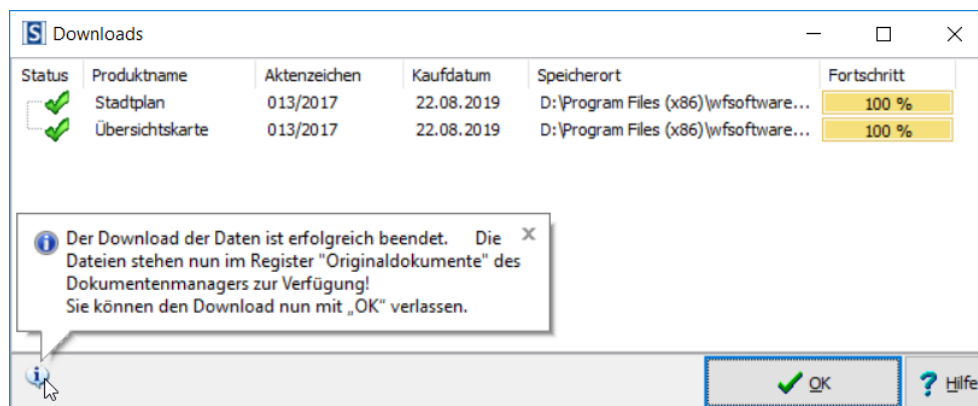 S Downloads
Status Produktname Aktenzeichen Kaufdatum Speicherort Fortschritt
Stadtplan 013/2017 22.08.2019 D:\Program Files (x86)\wfsoftware... 100 %
Übersichtskarte 013/2017 22.08.2019 D:\Program Files (x86)\wfsoftware... 100 %
Der Download der Daten ist erfolgreich beendet. Die
Dateien stehen nun im Register "Originaldokumente" des
Dokumentenmanagers zur Verfügung!
Sie können den Download nun mit „OK“ verlassen.
OK ? Hilfe